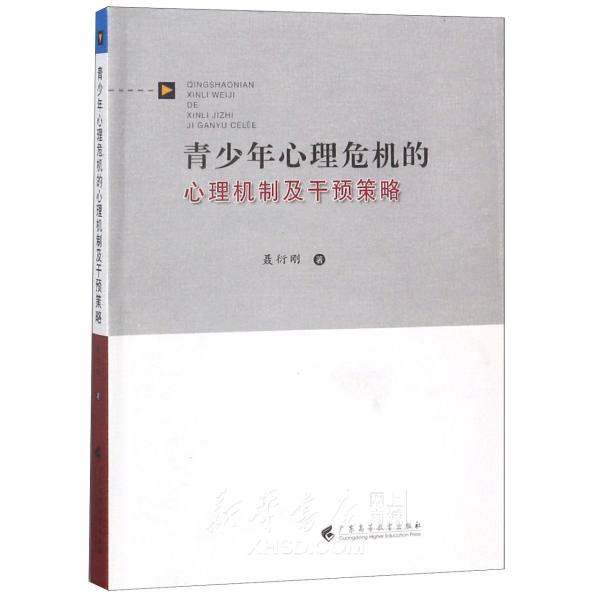 QINGSHAONIAN
XINLI WEIJI
DE
XINLI JIZHI
JI GANYU CELÜE
青少年心理危机的
心理机制及干预策略
聂衍刚 著
广东高等教育出版社
Guangdong Higher Education Press
青少年心理危机的心理机制及干预策略
著
新华书店
网上商城
XHSD.COM